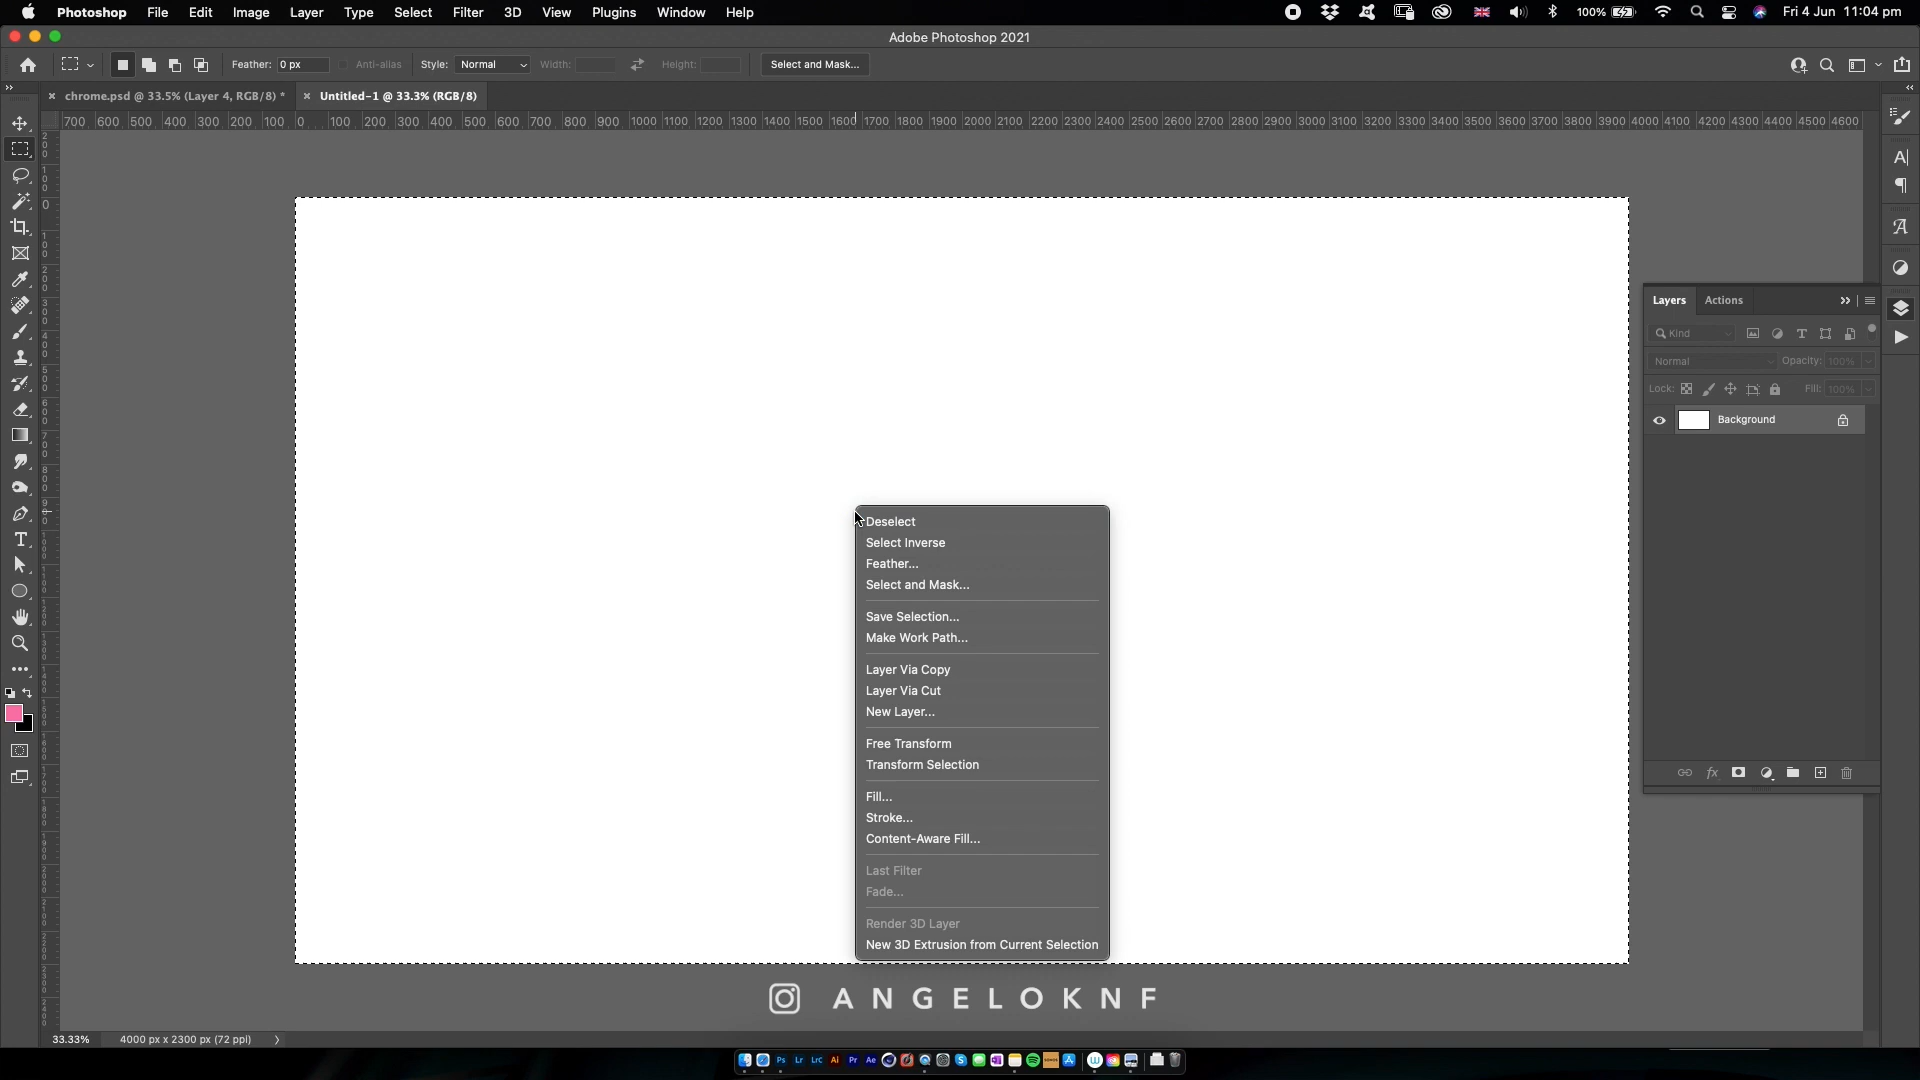 Photoshop File Edit Image Layer Type Select Filter 3D View Plugins Window Help 100% Fri 4 Jun 11:04 pm
Adobe Photoshop 2021
Feather: 0 px Anti-alias Style: Normal Width: Height: Select and Mask...
chrome.psd @ 33.5% (Layer 4, RGB/8) * Untitled-1 @ 33.3% (RGB/8)
700 600 500 400 300 200 100 0 100 200 300 400 500 600 700 800 900 1000 1100 1200 1300 1400 1500 1600 1700 1800 1900 2000 2100 2200 2300 2400 2500 2600 2700 2800 2900 3000 3100 3200 3300 3400 3500 3600 3700 3800 3900 4000 4100 4200 4300 4400 4500 4600
Layers Actions
Kind
Normal Opacity: 100%
Lock: Fill: 100%
Background
Deselect
Select Inverse
Feather...
Select and Mask...
Save Selection...
Make Work Path...
Layer Via Copy
Layer Via Cut
New Layer...
Free Transform
Transform Selection
Fill...
Stroke...
Content-Aware Fill...
Last Filter
Fade...
Render 3D Layer
New 3D Extrusion from Current Selection
ANGELOKNF
33.33% 4000 px x 2300 px (72 ppi)
Ps Lr LrC Ai Pr Ae